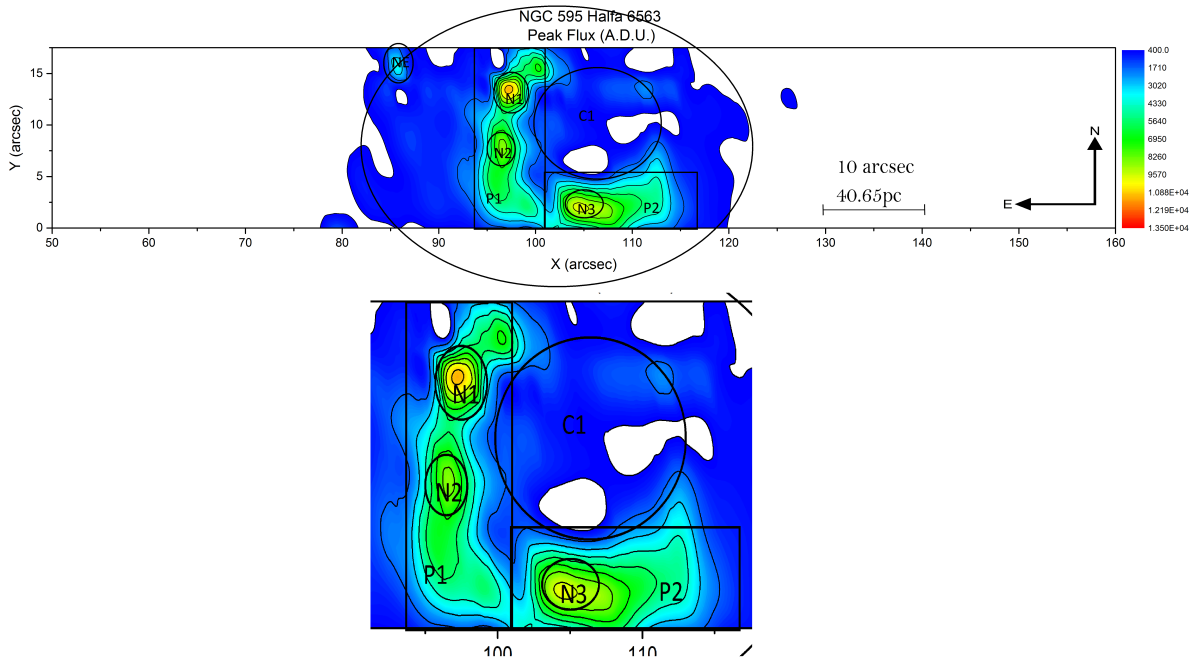 NGC 595 Halfa 6563
Peak Flux (A.D.U.)
Y (arcsec)
15
10
5
0
50
60
70
80
90
100
110
120
130
140
150
160
X (arcsec)
NE
N1
N2
P1
C1
N3
P2
10 arcsec
40.65pc
N
E
400.0
1710
3020
4330
5640
6950
8260
9570
1.088E+04
1.219E+04
1.350E+04
N1
N2
P1
C1
N3
P2
100
110